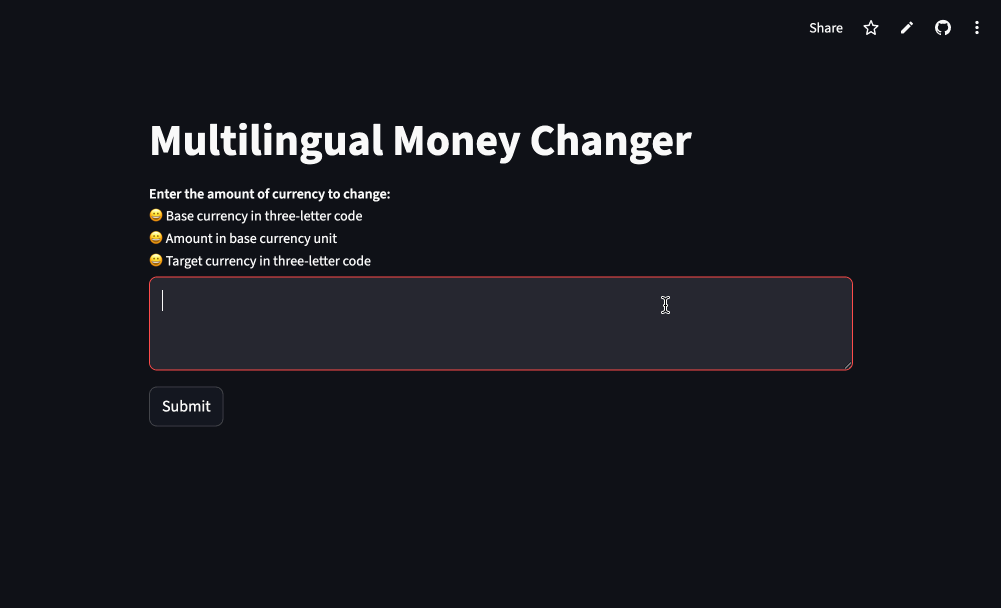 Share
Multilingual Money Changer
Enter the amount of currency to change:
😀 Base currency in three-letter code
😀 Amount in base currency unit
😀 Target currency in three-letter code
Submit